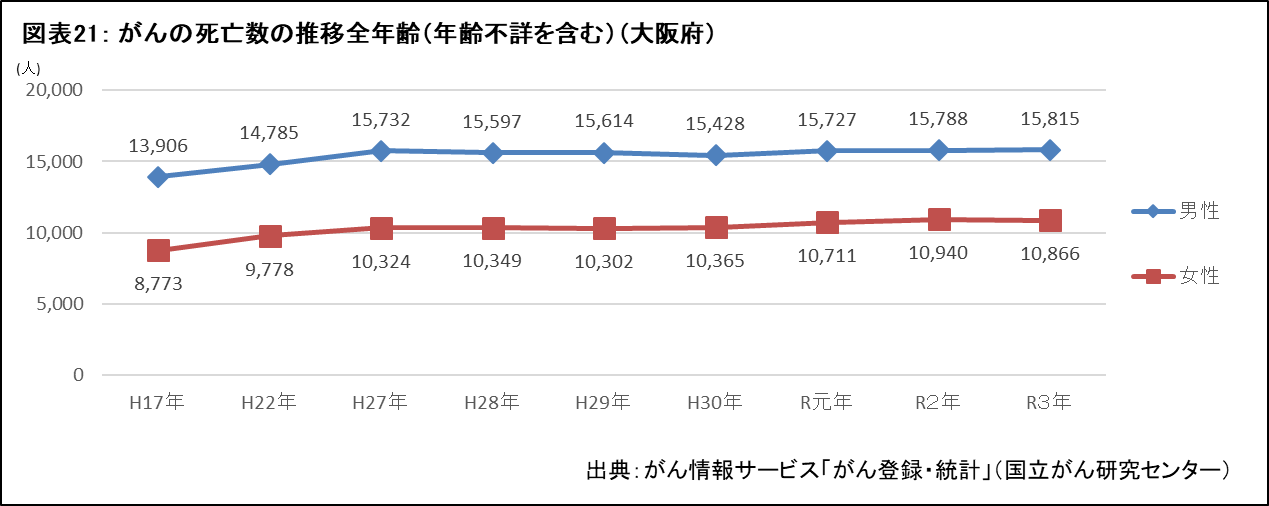 図表21：がんの死亡数の推移全年齢（年齢不詳を含む）（大阪府）
(人)
20,000
15,000
10,000
5,000
0
13,906 14,785 15,732 15,597 15,614 15,428 15,727 15,788 15,815
8,773 9,778 10,324 10,349 10,302 10,365 10,711 10,940 10,866
H17年 H22年 H27年 H28年 H29年 H30年 R元年 R２年 R３年
男性
女性
出典：がん情報サービス「がん登録・統計」（国立がん研究センター）